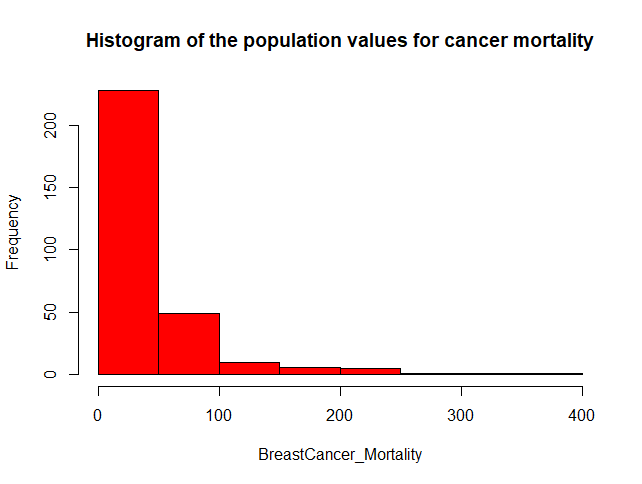 Histogram of the population values for cancer mortality
Frequency
200
150
100
50
0
0 100 200 300 400
BreastCancer_Mortality